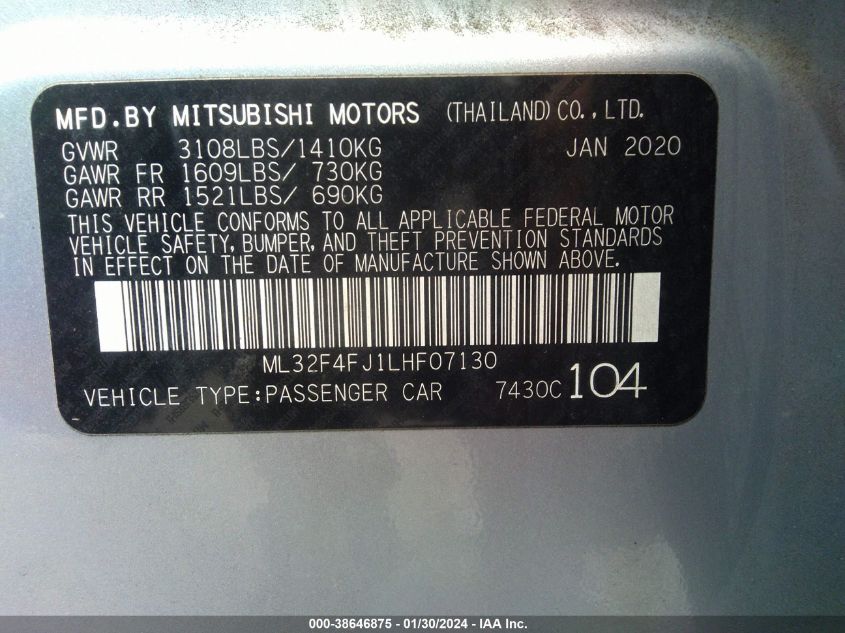 MFD.BY MITSUBISHI MOTORS (THAILAND) CO.,LTD.
GVWR 3108LBS/1410KG JAN 2020
GAWR FR 1609LBS/ 730KG
GAWR RR 1521LBS/ 690KG
THIS VEHICLE CONFORMS TO ALL APPLICABLE FEDERAL MOTOR
VEHICLE SAFETY, BUMPER, AND THEFT PREVENTION STANDARDS
IN EFFECT ON THE DATE OF MANUFACTURE SHOWN ABOVE.
ML32F4FJ1LHF07130
VEHICLE TYPE:PASSENGER CAR 7430C 104
000-38646875 - 01/30/2024 - IAA Inc.